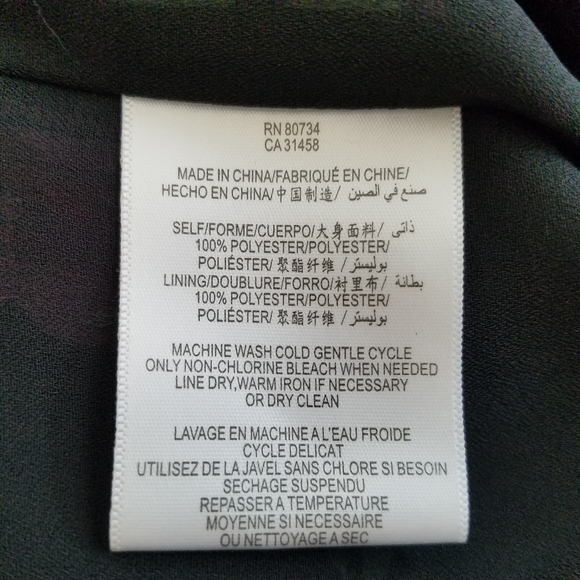 RN 80734
CA 31458
MADE IN CHINA/FABRIQUÉ EN CHINE/
HECHO EN CHINA/中国制造/ صنع في الصين
SELF/FORME/CUERPO/大身面料/ ذاتى
100% POLYESTER/POLYESTER/
POLIÉSTER/ 聚酯纤维 / بوليستر
LINING/DOUBLURE/FORRO/衬里布/ بطانة
100% POLYESTER/POLYESTER/
POLIÉSTER/ 聚酯纤维 / بوليستر
MACHINE WASH COLD GENTLE CYCLE
ONLY NON-CHLORINE BLEACH WHEN NEEDED
LINE DRY,WARM IRON IF NECESSARY
OR DRY CLEAN
LAVAGE EN MACHINE A L'EAU FROIDE
CYCLE DELICAT
UTILISEZ DE LA JAVEL SANS CHLORE SI BESOIN
SECHAGE SUSPENDU
REPASSER A TEMPERATURE
MOYENNE SI NECESSAIRE
OU NETTOYAGE A SEC